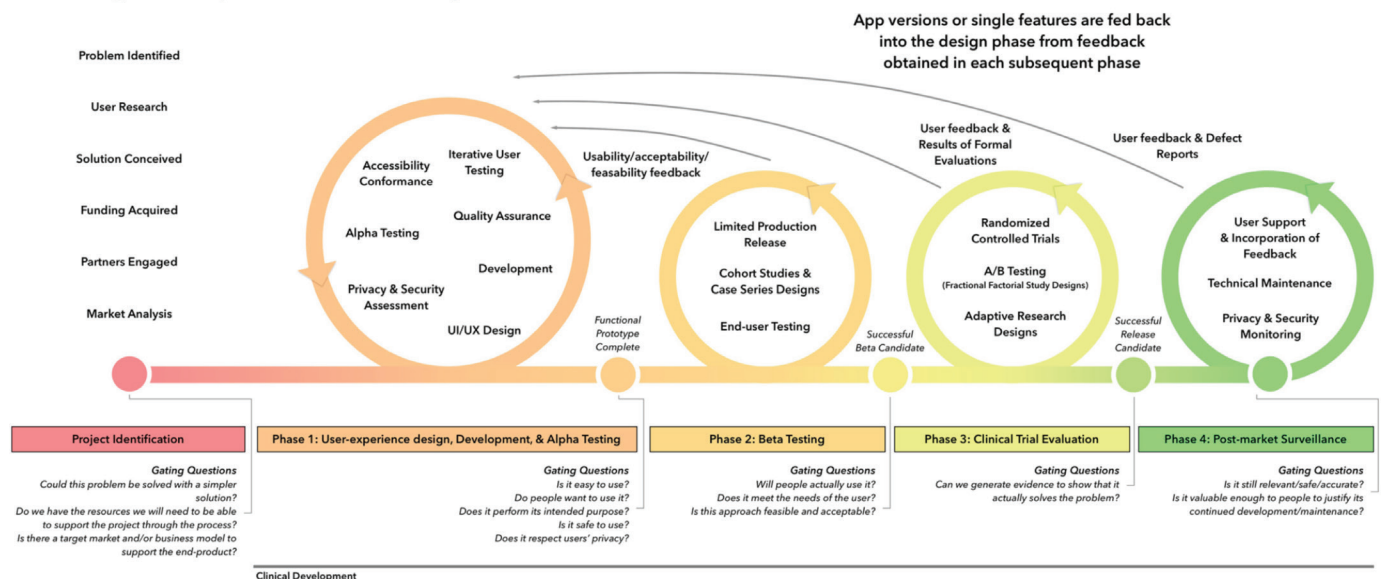 App versions or single features are fed back
into the design phase from feedback
obtained in each subsequent phase
Problem Identified
User Research
Solution Conceived
Funding Acquired
Partners Engaged
Market Analysis
Accessibility
Conformance
Iterative User
Testing
Quality Assurance
Alpha Testing
Development
Privacy & Security
Assessment
UI/UX Design
Usability/acceptability/
feasability feedback
Limited Production
Release
Cohort Studies &
Case Series Designs
End-user Testing
User feedback &
Results of Formal
Evaluations
Randomized
Controlled Trials
A/B Testing
(Fractional Factorial Study Designs)
Adaptive Research
Designs
User feedback & Defect
Reports
User Support
& Incorporation of
Feedback
Technical Maintenance
Privacy & Security
Monitoring
Functional
Prototype
Complete
Successful
Beta Candidate
Successful
Release
Candidate
Project Identification
Gating Questions
Could this problem be solved with a simpler
solution?
Do we have the resources we will need to be able
to support the project through the process?
Is there a target market and/or business model to
support the end-product?
Phase 1: User-experience design, Development, & Alpha Testing
Gating Questions
Is it easy to use?
Do people want to use it?
Does it perform its intended purpose?
Is it safe to use?
Does it respect users' privacy?
Phase 2: Beta Testing
Gating Questions
Will people actually use it?
Does it meet the needs of the user?
Is this approach feasible and acceptable?
Phase 3: Clinical Trial Evaluation
Gating Questions
Can we generate evidence to show that it
actually solves the problem?
Phase 4: Post-market Surveillance
Gating Questions
Is it still relevant/safe/accurate?
Is it valuable enough to people to justify its
continued development/maintenance?
Clinical Development